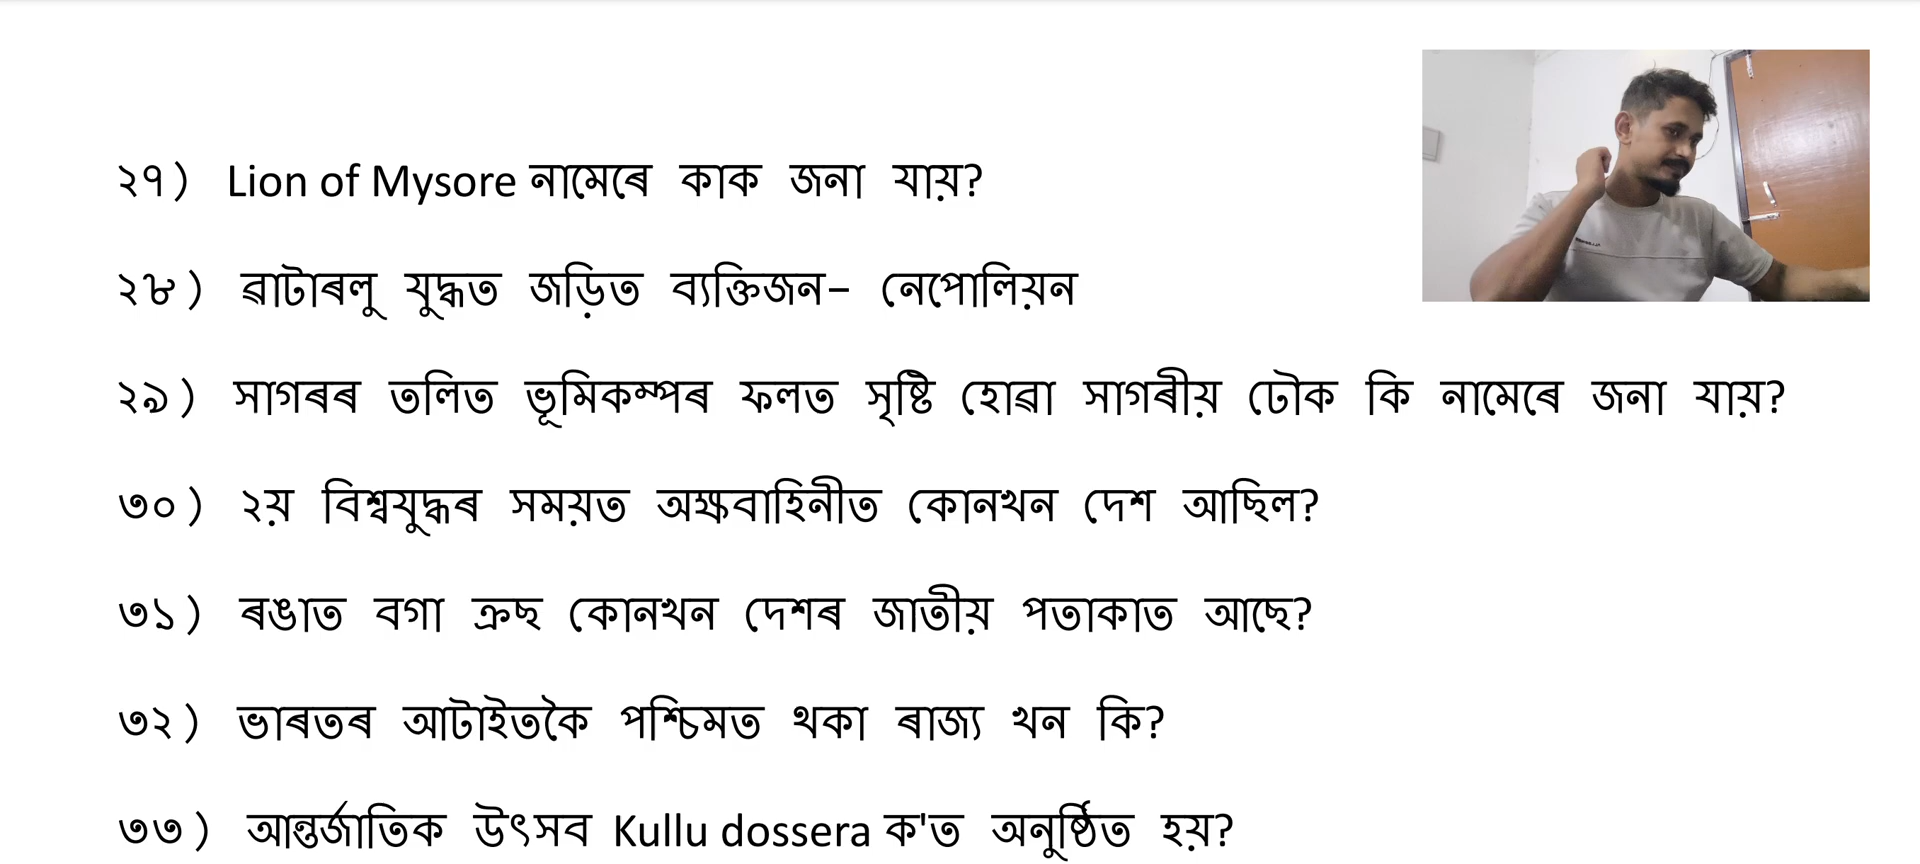 ২৭) Lion of Mysore নামেৰে কাক জনা যায়?
২৮) ৱাটাৰলু যুদ্ধত জড়িত ব্যক্তিজন– নেপোলিয়ন
২৯) সাগৰৰ তলিত ভূমিকম্পৰ ফলত সৃষ্টি হোৱা সাগৰীয় ঢৌক কি নামেৰে জনা যায়?
৩০) ২য় বিশ্বযুদ্ধৰ সময়ত অক্ষবাহিনীত কোনখন দেশ আছিল?
৩১) ৰঙাত বগা ক্ৰছ কোনখন দেশৰ জাতীয় পতাকাত আছে?
৩২) ভাৰতৰ আটাইতকৈ পশ্চিমত থকা ৰাজ্য খন কি?
৩৩) আন্তৰ্জাতিক উৎসব Kullu dossera ক'ত অনুষ্ঠিত হয়?